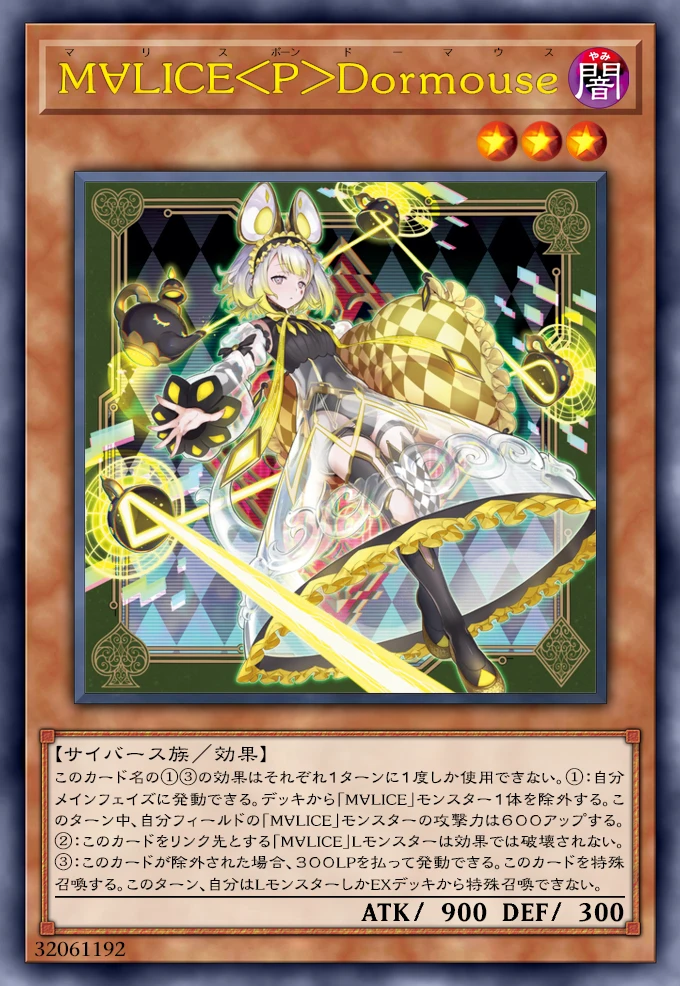 マリスポーンドーマウス
M∀LICE＜P＞Dormouse
やみ
闇
【サイバース族／効果】
このカード名の①③の効果はそれぞれ１ターンに１度しか使用できない。①：自分
メインフェイズに発動できる。デッキから「M∀LICE」モンスター１体を除外する。こ
のターン中、自分フィールドの「M∀LICE」モンスターの攻撃力は６００アップする。
②：このカードをリンク先とする「M∀LICE」Lモンスターは効果では破壊されない。
③：このカードが除外された場合、３００LPを払って発動できる。このカードを特殊
召喚する。このターン、自分はLモンスターしかEXデッキから特殊召喚できない。
ATK/ 900 DEF/ 300
32061192